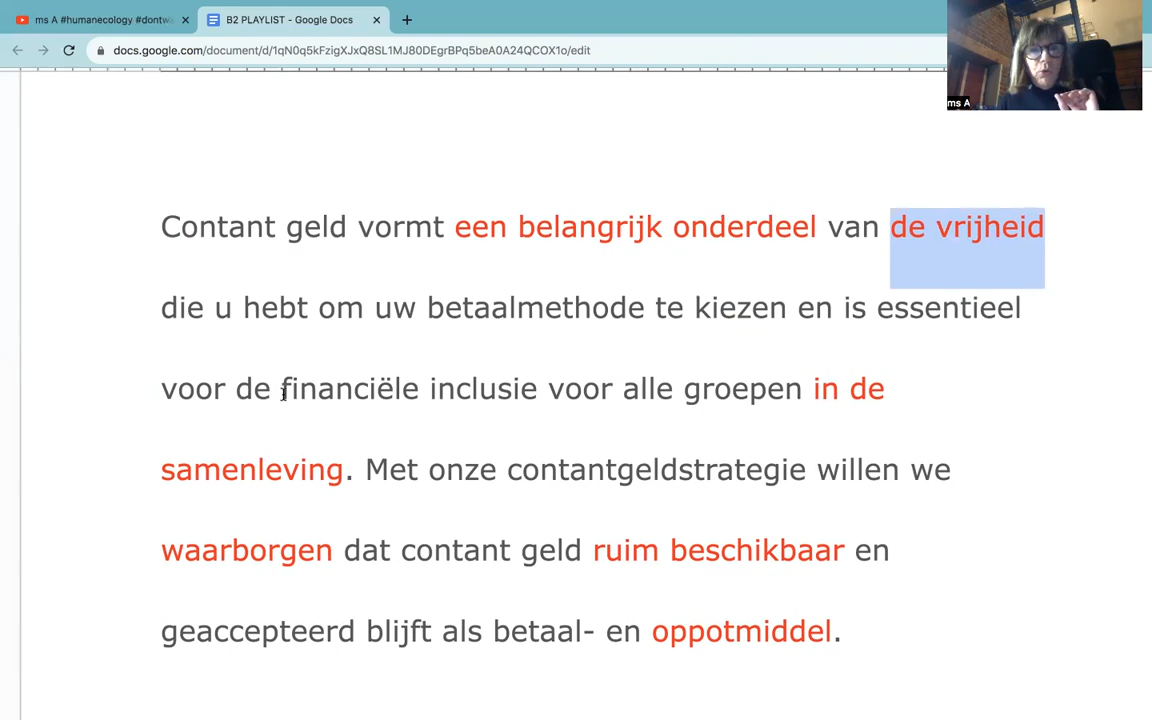 ms A #humanecology #dontwa
B2 PLAYLIST - Google Docs
docs.google.com/document/d/1qN0q5kFzigXJxQ8SL1MJ80DEgrBPq5beA0A24QCOX1o/edit
ms A
Contant geld vormt een belangrijk onderdeel van de vrijheid
die u hebt om uw betaalmethode te kiezen en is essentieel
voor de financiële inclusie voor alle groepen in de
samenleving. Met onze contantgeldstrategie willen we
waarborgen dat contant geld ruim beschikbaar en
geaccepteerd blijft als betaal- en oppotmiddel.